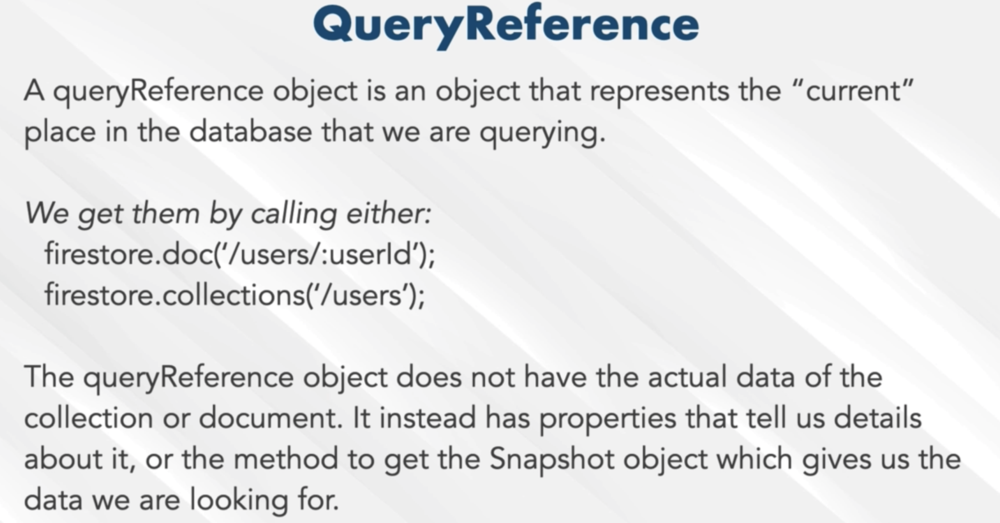 QueryReference
A queryReference object is an object that represents the “current”
place in the database that we are querying.
We get them by calling either:
firestore.doc(‘/users/:userId’);
firestore.collections(‘/users’);
The queryReference object does not have the actual data of the
collection or document. It instead has properties that tell us details
about it, or the method to get the Snapshot object which gives us the
data we are looking for.